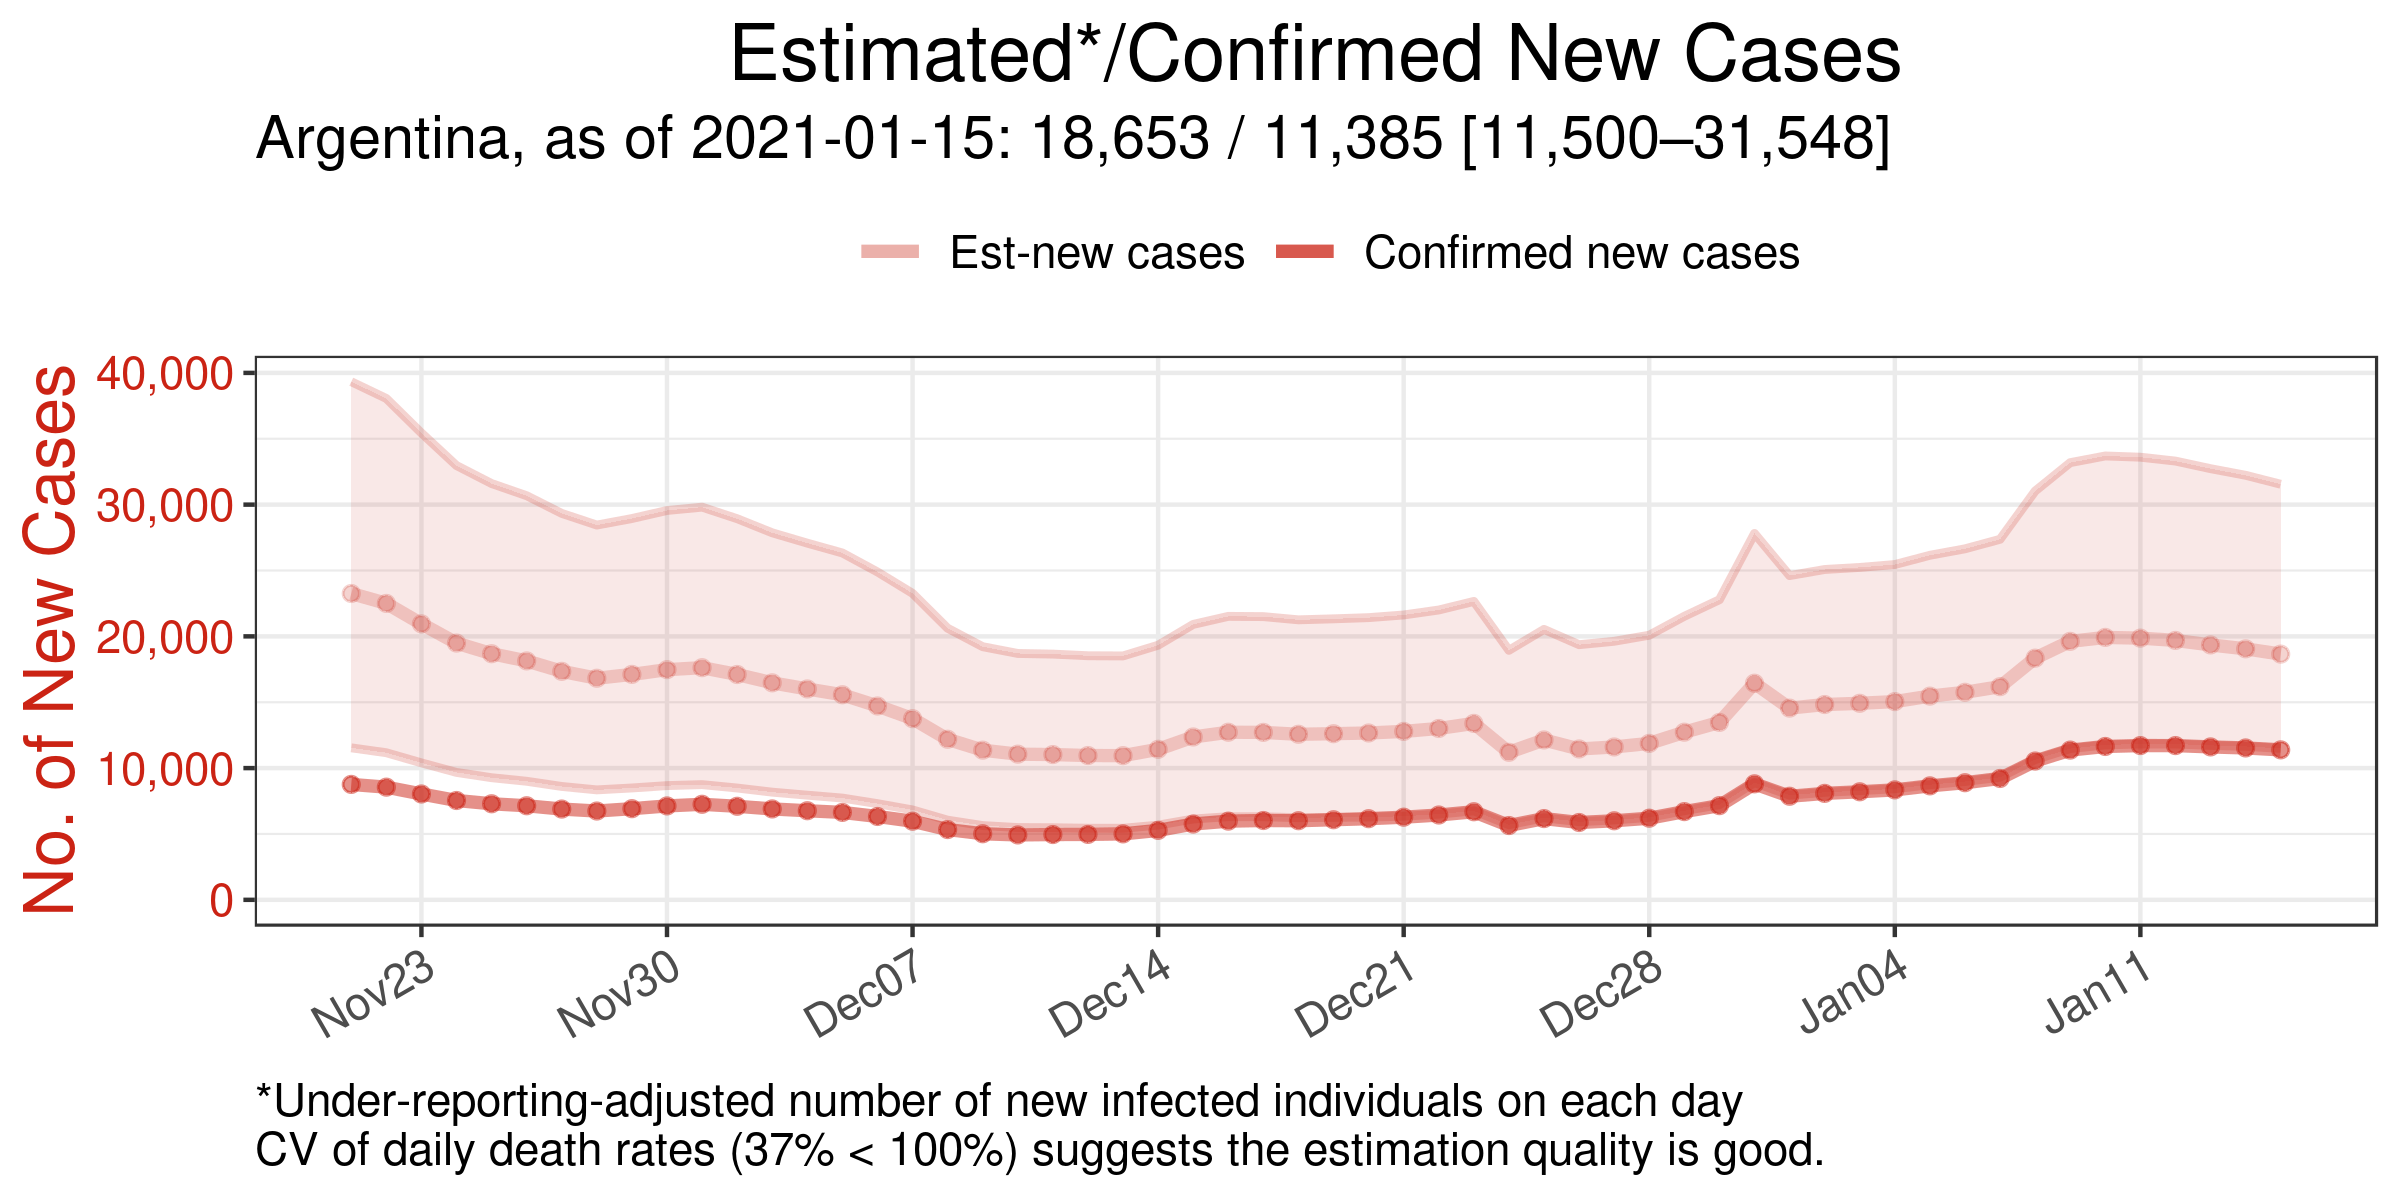 Estimated*/Confirmed New Cases
Argentina, as of 2021-01-15: 18,653 / 11,385 [11,500–31,548]
Est-new cases
Confirmed new cases
No. of New Cases
40,000
30,000
20,000
10,000
0
Nov23
Nov30
Dec07
Dec14
Dec21
Dec28
Jan04
Jan11
*Under-reporting-adjusted number of new infected individuals on each day
CV of daily death rates (37% < 100%) suggests the estimation quality is good.